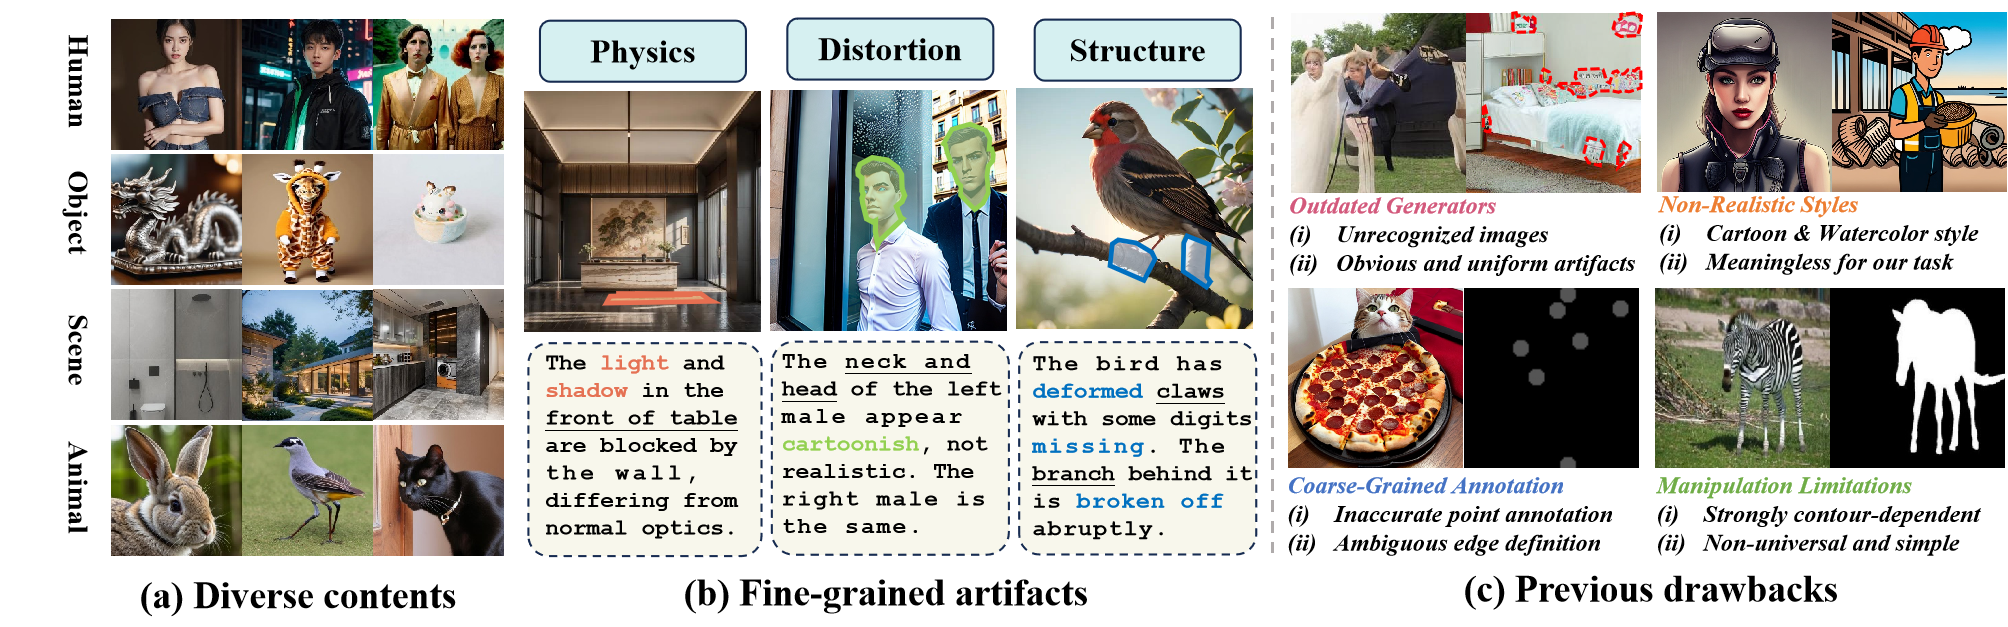 Human
Object
Scene
Animal
(a) Diverse contents
Physics
Distortion
Structure
The light and
shadow in the
front of table
are blocked by
the wall,
differing from
normal optics.
The neck and
head of the left
male appear
cartoonish, not
realistic. The
right male is
the same.
The bird has
deformed claws
with some digits
missing. The
branch behind it
is broken off
abruptly.
(b) Fine-grained artifacts
Outdated Generators
(i) Unrecognized images
(ii) Obvious and uniform artifacts
Non-Realistic Styles
(i) Cartoon & Watercolor style
(ii) Meaningless for our task
Coarse-Grained Annotation
(i) Inaccurate point annotation
(ii) Ambiguous edge definition
Manipulation Limitations
(i) Strongly contour-dependent
(ii) Non-universal and simple
(c) Previous drawbacks